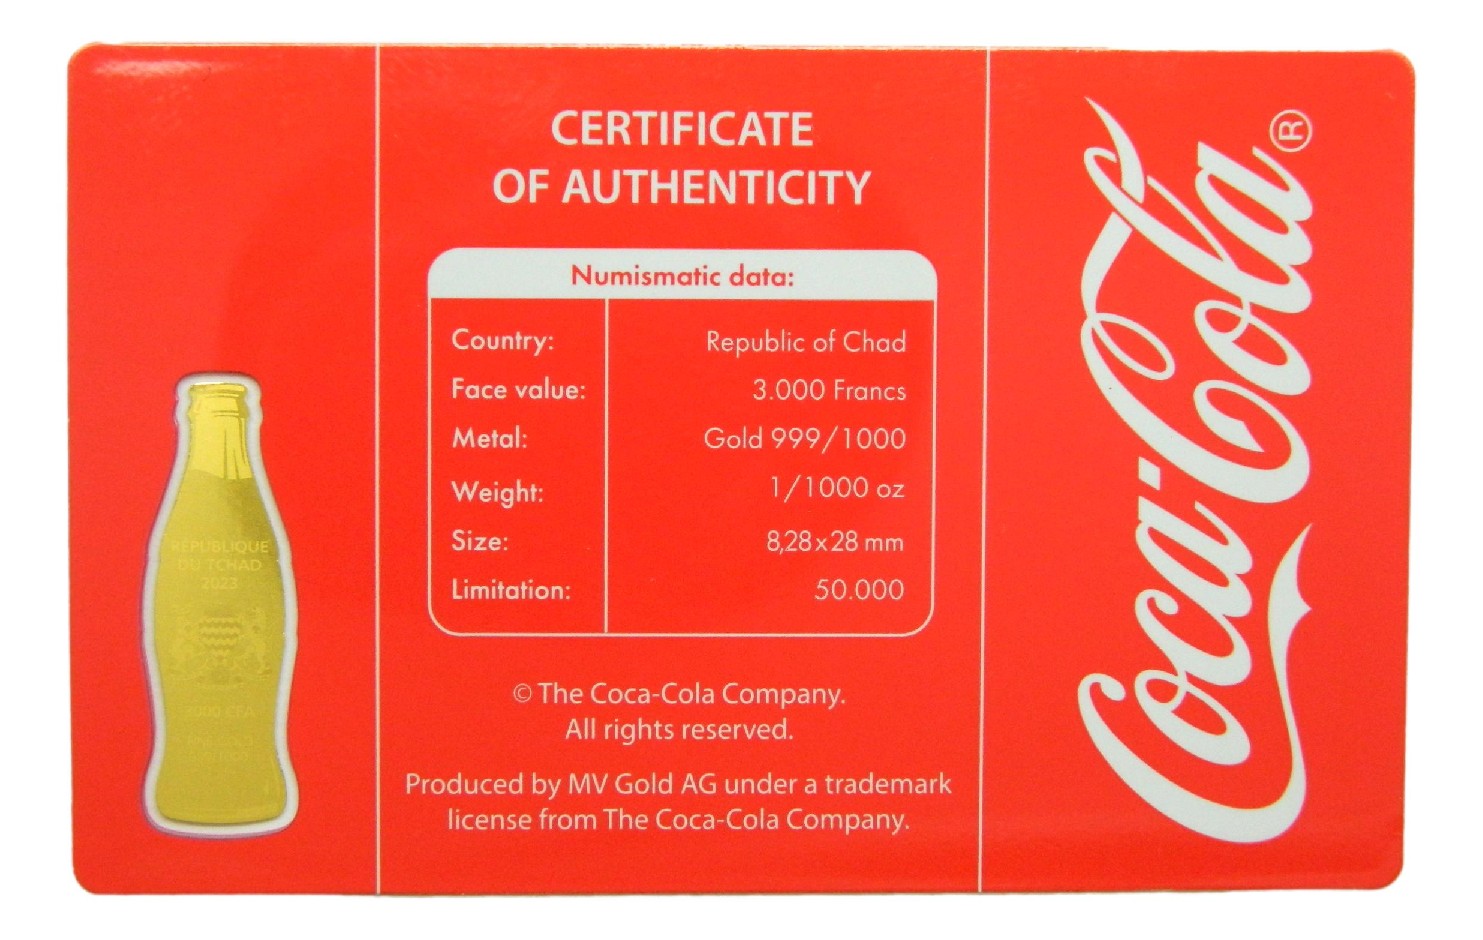 REPUBLIQUE
DU TCHAD
2023
3000 CFA
CERTIFICATE
OF AUTHENTICITY
Numismatic data:
Country: Republic of Chad
Face value: 3.000 Francs
Metal: Gold 999/1000
Weight: 1/1000 oz
Size: 8,28x28 mm
Limitation: 50.000
© The Coca-Cola Company.
All rights reserved.
Produced by MV Gold AG under a trademark
license from The Coca-Cola Company.
Coca-Cola®